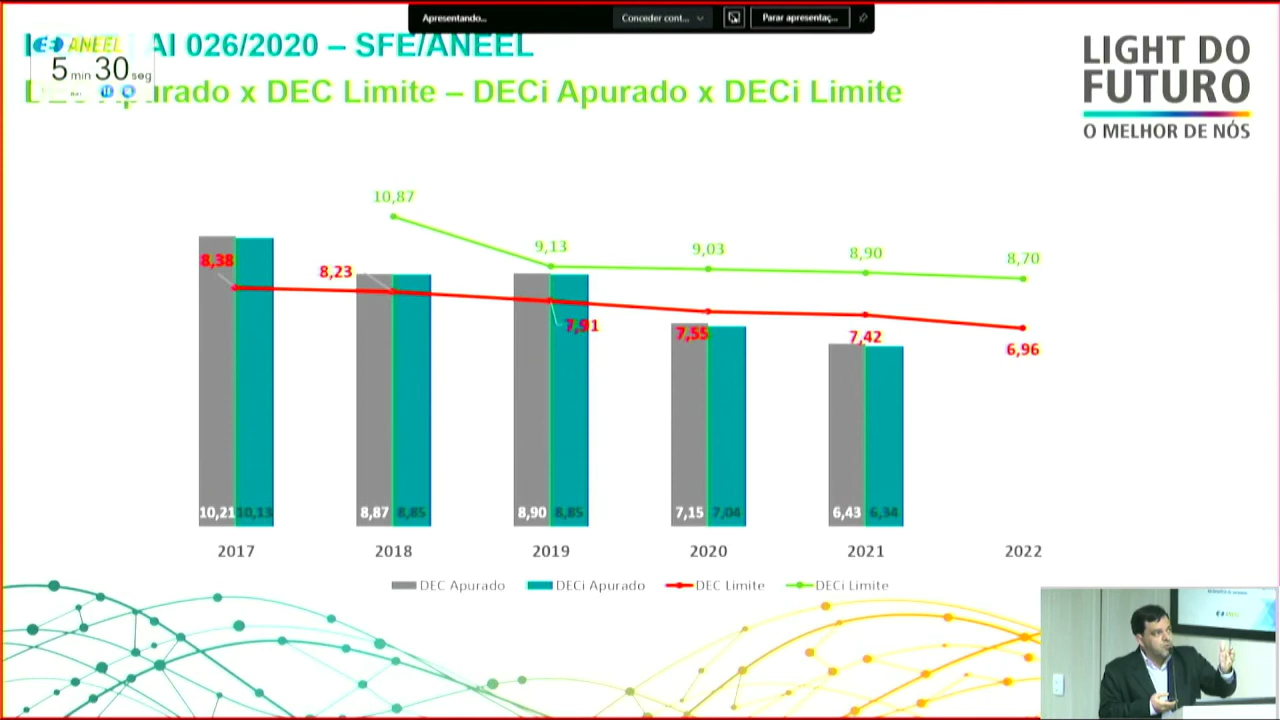 Apresentando...
Conceder cont...
Parar apresentaç...
ANEEL
5 min 30 seg
AI 026/2020 – SFE/ANEEL
Apurado x DEC Limite – DECi Apurado x DECi Limite
LIGHT DO
FUTURO
O MELHOR DE NÓS
10,87
9,13
9,03
8,90
8,70
8,38
8,23
7,91
7,55
7,42
6,96
10,21 10,13
8,87 8,85
8,90 8,85
7,15 7,04
6,43 6,34
2017 2018 2019 2020 2021 2022
DEC Apurado DECi Apurado DEC Limite DECi Limite